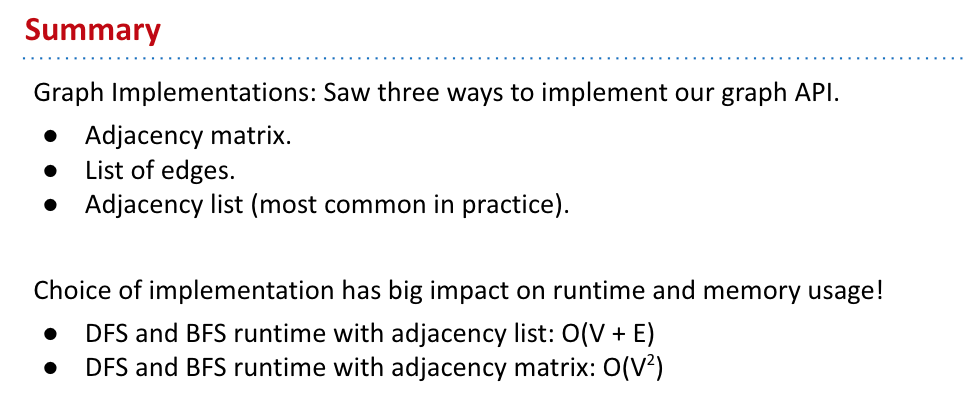 Summary
Graph Implementations: Saw three ways to implement our graph API.
● Adjacency matrix.
● List of edges.
● Adjacency list (most common in practice).
Choice of implementation has big impact on runtime and memory usage!
● DFS and BFS runtime with adjacency list: O(V + E)
● DFS and BFS runtime with adjacency matrix: O(V²)